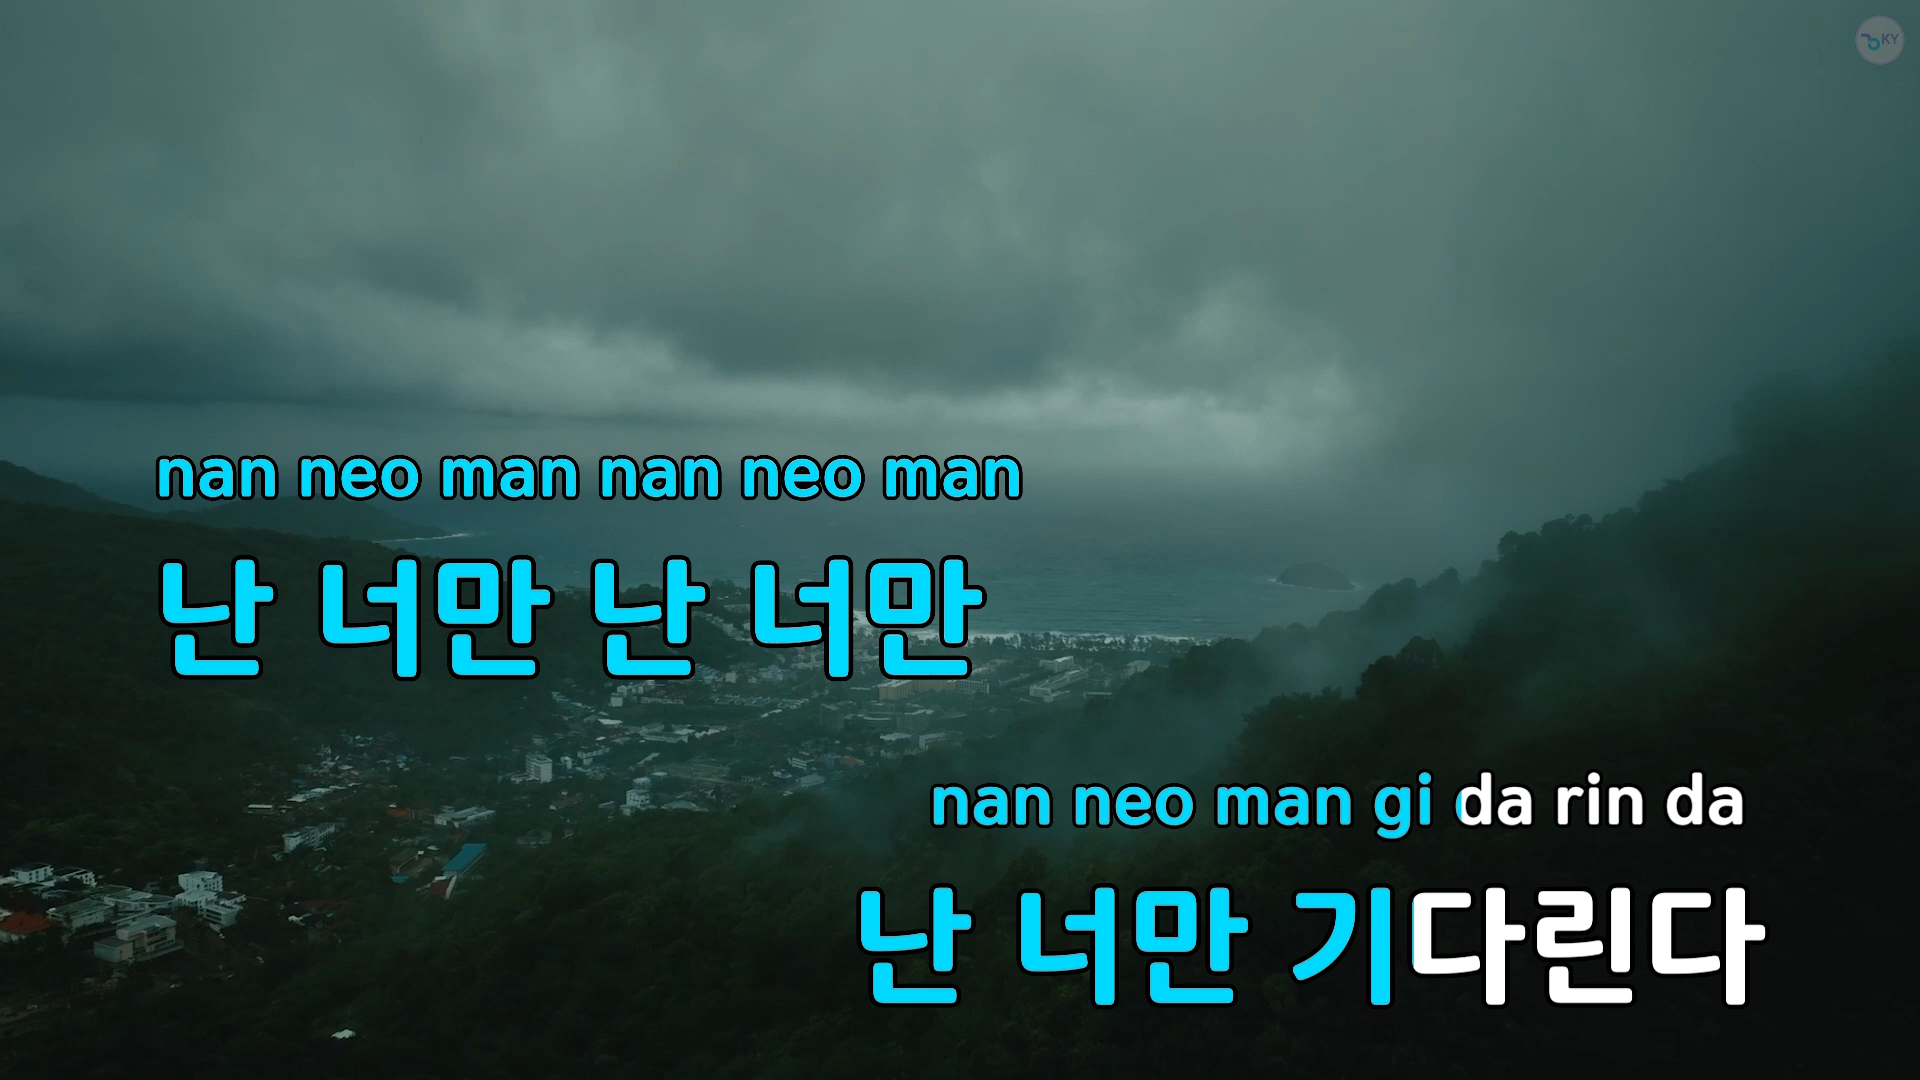 KY
nan neo man nan neo man
난 너만 난 너만
nan neo man gi da rin da
난 너만 기다린다